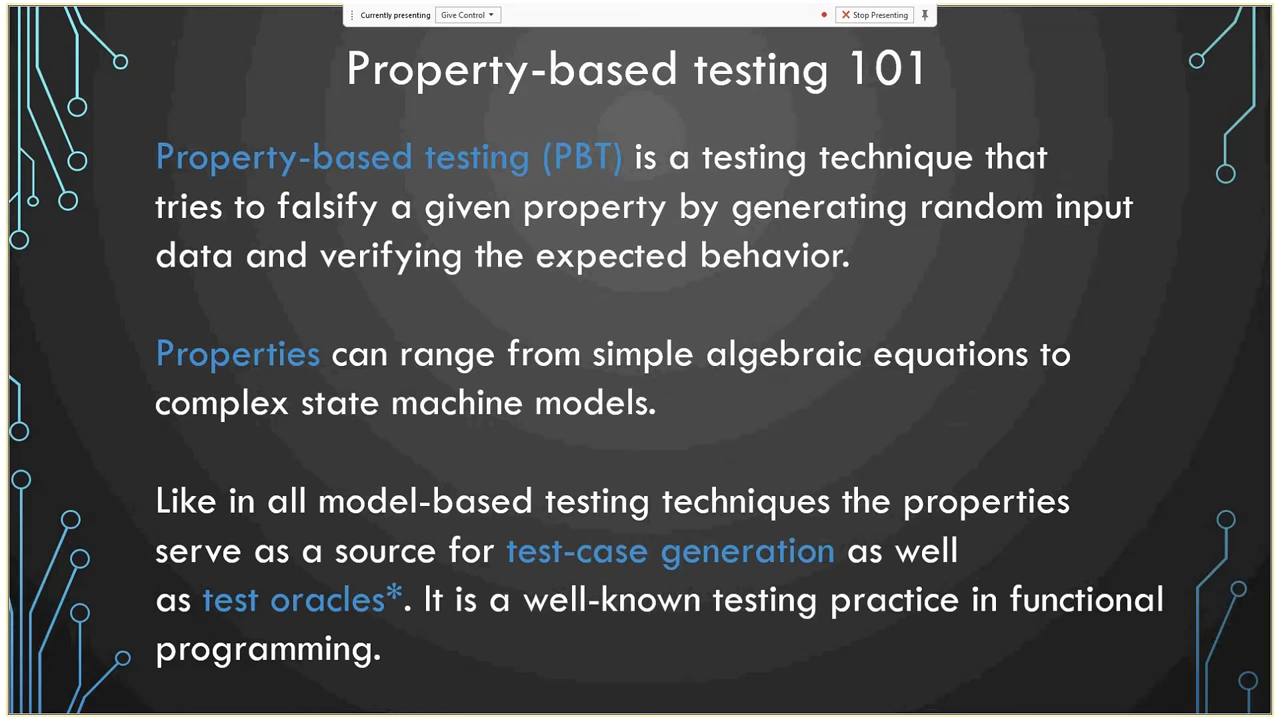 Currently presenting Give Control Stop Presenting
Property-based testing 101
Property-based testing (PBT) is a testing technique that
tries to falsify a given property by generating random input
data and verifying the expected behavior.
Properties can range from simple algebraic equations to
complex state machine models.
Like in all model-based testing techniques the properties
serve as a source for test-case generation as well
as test oracles*. It is a well-known testing practice in functional
programming.